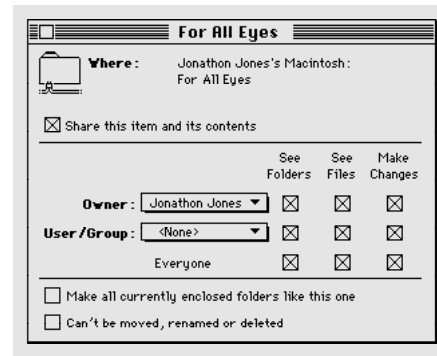 For All Eyes
Where: Jonathon Jones's Macintosh:
For All Eyes
Share this item and its contents
See See Make
Folders Files Changes
Owner: Jonathon Jones
User/Group: <None>
Everyone
Make all currently enclosed folders like this one
Can't be moved, renamed or deleted